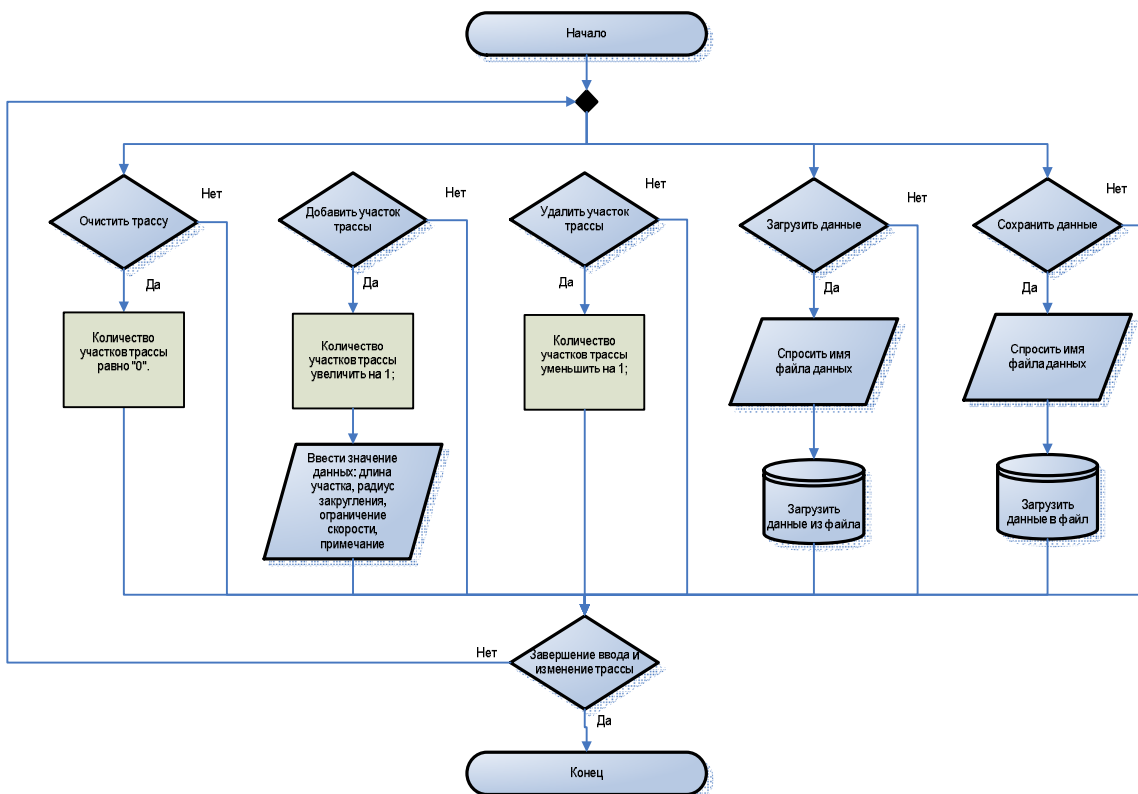 Начало
Нет
Очистить трассу
Да
Количество
участков трассы
равно "0".
Нет
Добавить участок
трассы
Да
Количество
участков трассы
увеличить на 1;
Ввести значение
данных: длина
участка, радиус
закругления,
ограничение
скорости,
примечание
Нет
Удалить участок
трассы
Да
Количество
участков трассы
уменьшить на 1;
Нет
Загрузить данные
Да
Спросить имя
файла данных
Загрузить
данные из файла
Нет
Сохранить данные
Да
Спросить имя
файла данных
Загрузить
данные в файл
Нет
Завершение ввода и
изменение трассы
Да
Конец